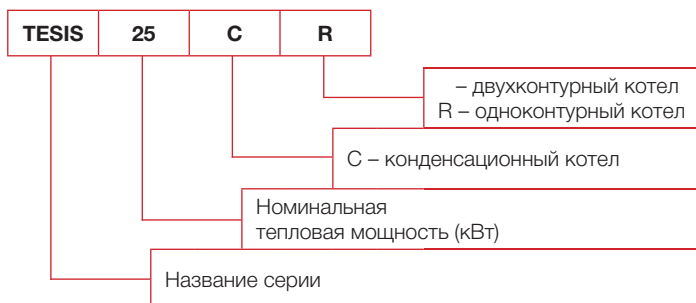 TESIS 25 C R
– двухконтурный котел
R – одноконтурный котел
C – конденсационный котел
Номинальная
тепловая мощность (кВт)
Название серии